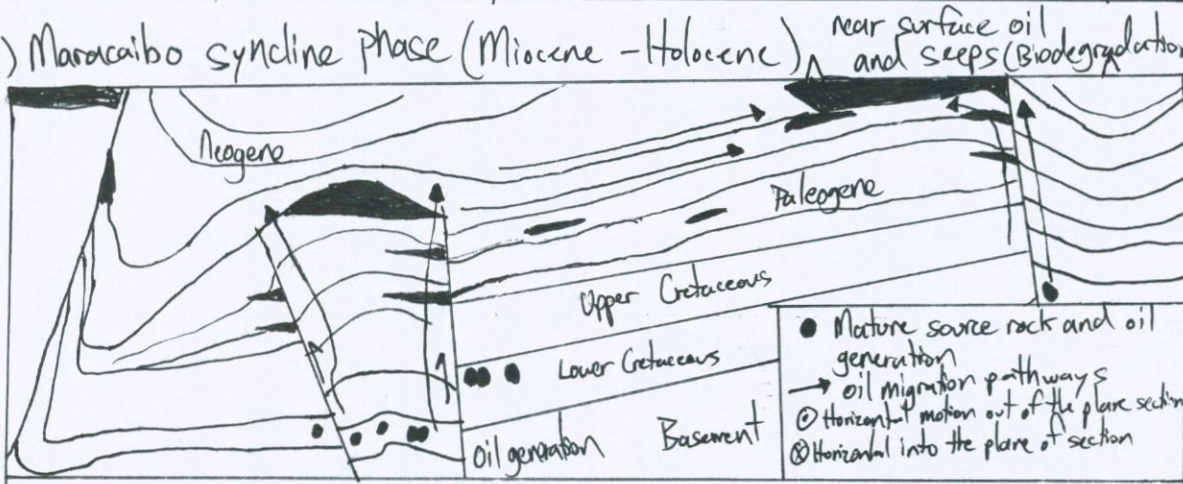 ) Maracaibo syncline phase (Miocene - Holocene)
near surface oil
and seeps (Biodegradation
Neogene
Paleogene
Upper Cretaceous
Lower Cretaceous
Oil generation
Basement
● Mature source rock and oil
generation
→ oil migration pathways
⊙ Horizontal motion out of the plane section
⊗ Horizontal into the plane of section